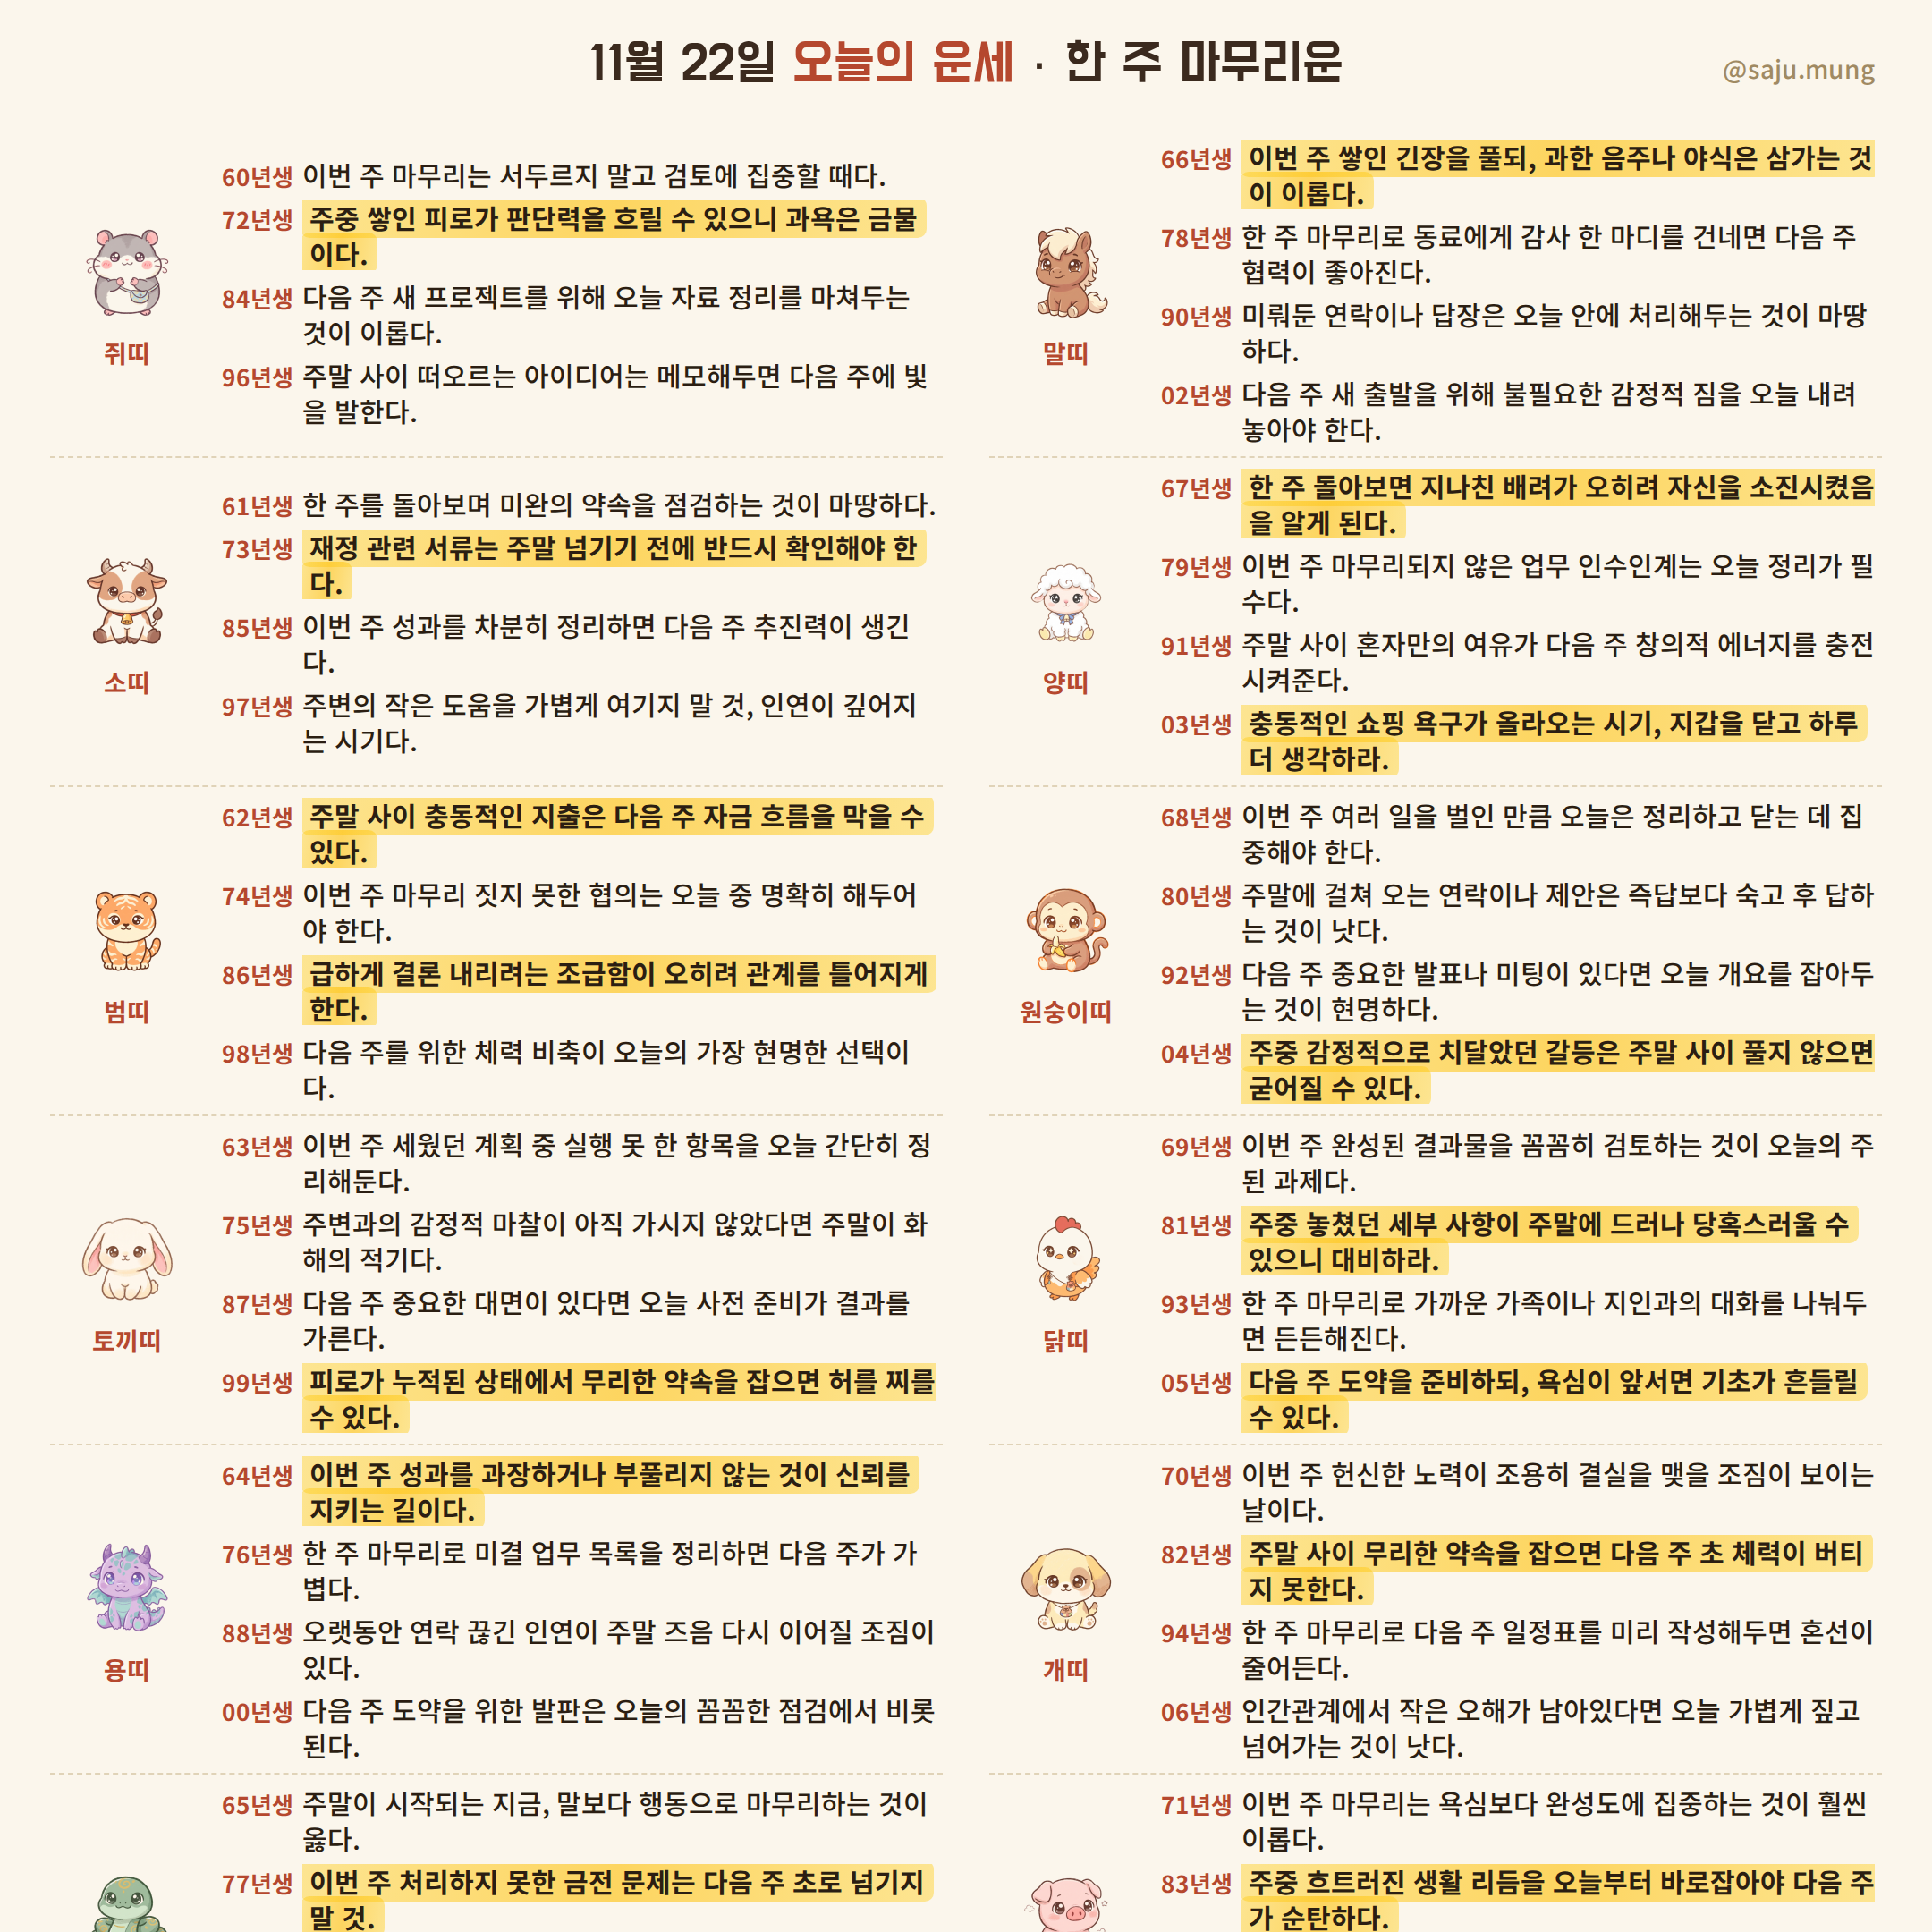 11월 22일 오늘의 운세 · 한 주 마무리운
@saju.mung
60년생 이번 주 마무리는 서두르지 말고 검토에 집중할 때다.
72년생 주중 쌓인 피로가 판단력을 흐릴 수 있으니 과욕은 금물
이다.
84년생 다음 주 새 프로젝트를 위해 오늘 자료 정리를 마쳐두는
것이 이롭다.
96년생 주말 사이 떠오르는 아이디어는 메모해두면 다음 주에 빛
을 발한다.
쥐띠
61년생 한 주를 돌아보며 미완의 약속을 점검하는 것이 마땅하다.
73년생 재정 관련 서류는 주말 넘기기 전에 반드시 확인해야 한
다.
85년생 이번 주 성과를 차분히 정리하면 다음 주 추진력이 생긴
다.
97년생 주변의 작은 도움을 가볍게 여기지 말 것, 인연이 깊어지
는 시기다.
소띠
62년생 주말 사이 충동적인 지출은 다음 주 자금 흐름을 막을 수
있다.
74년생 이번 주 마무리 짓지 못한 협의는 오늘 중 명확히 해두어
야 한다.
86년생 급하게 결론 내리려는 조급함이 오히려 관계를 틀어지게
한다.
98년생 다음 주를 위한 체력 비축이 오늘의 가장 현명한 선택이
다.
범띠
63년생 이번 주 세웠던 계획 중 실행 못 한 항목을 오늘 간단히 정
리해둔다.
75년생 주변과의 감정적 마찰이 아직 가시지 않았다면 주말이 화
해의 적기다.
87년생 다음 주 중요한 대면이 있다면 오늘 사전 준비가 결과를
가른다.
99년생 피로가 누적된 상태에서 무리한 약속을 잡으면 허를 찌를
수 있다.
토끼띠
64년생 이번 주 성과를 과장하거나 부풀리지 않는 것이 신뢰를
지키는 길이다.
76년생 한 주 마무리로 미결 업무 목록을 정리하면 다음 주가 가
볍다.
88년생 오랫동안 연락 끊긴 인연이 주말 즈음 다시 이어질 조짐이
있다.
00년생 다음 주 도약을 위한 발판은 오늘의 꼼꼼한 점검에서 비롯
된다.
용띠
65년생 주말이 시작되는 지금, 말보다 행동으로 마무리하는 것이
옳다.
77년생 이번 주 처리하지 못한 금전 문제는 다음 주 초로 넘기지
말 것.
66년생 이번 주 쌓인 긴장을 풀되, 과한 음주나 야식은 삼가는 것
이 이롭다.
78년생 한 주 마무리로 동료에게 감사 한 마디를 건네면 다음 주
협력이 좋아진다.
90년생 미뤄둔 연락이나 답장은 오늘 안에 처리해두는 것이 마땅
하다.
02년생 다음 주 새 출발을 위해 불필요한 감정적 짐을 오늘 내려
놓아야 한다.
말띠
67년생 한 주 돌아보면 지나친 배려가 오히려 자신을 소진시켰음
을 알게 된다.
79년생 이번 주 마무리되지 않은 업무 인수인계는 오늘 정리가 필
수다.
91년생 주말 사이 혼자만의 여유가 다음 주 창의적 에너지를 충전
시켜준다.
03년생 충동적인 쇼핑 욕구가 올라오는 시기, 지갑을 닫고 하루
더 생각하라.
양띠
68년생 이번 주 여러 일을 벌인 만큼 오늘은 정리하고 닫는 데 집
중해야 한다.
80년생 주말에 걸쳐 오는 연락이나 제안은 즉답보다 숙고 후 답하
는 것이 낫다.
92년생 다음 주 중요한 발표나 미팅이 있다면 오늘 개요를 잡아두
는 것이 현명하다.
04년생 주중 감정적으로 치달았던 갈등은 주말 사이 풀지 않으면
굳어질 수 있다.
원숭이띠
69년생 이번 주 완성된 결과물을 꼼꼼히 검토하는 것이 오늘의 주
된 과제다.
81년생 주중 놓쳤던 세부 사항이 주말에 드러나 당혹스러울 수
있으니 대비하라.
93년생 한 주 마무리로 가까운 가족이나 지인과의 대화를 나눠두
면 든든해진다.
05년생 다음 주 도약을 준비하되, 욕심이 앞서면 기초가 흔들릴
수 있다.
닭띠
70년생 이번 주 헌신한 노력이 조용히 결실을 맺을 조짐이 보이는
날이다.
82년생 주말 사이 무리한 약속을 잡으면 다음 주 초 체력이 버티
지 못한다.
94년생 한 주 마무리로 다음 주 일정표를 미리 작성해두면 혼선이
줄어든다.
06년생 인간관계에서 작은 오해가 남아있다면 오늘 가볍게 짚고
넘어가는 것이 낫다.
개띠
71년생 이번 주 마무리는 욕심보다 완성도에 집중하는 것이 훨씬
이롭다.
83년생 주중 흐트러진 생활 리듬을 오늘부터 바로잡아야 다음 주
가 순탄하다.